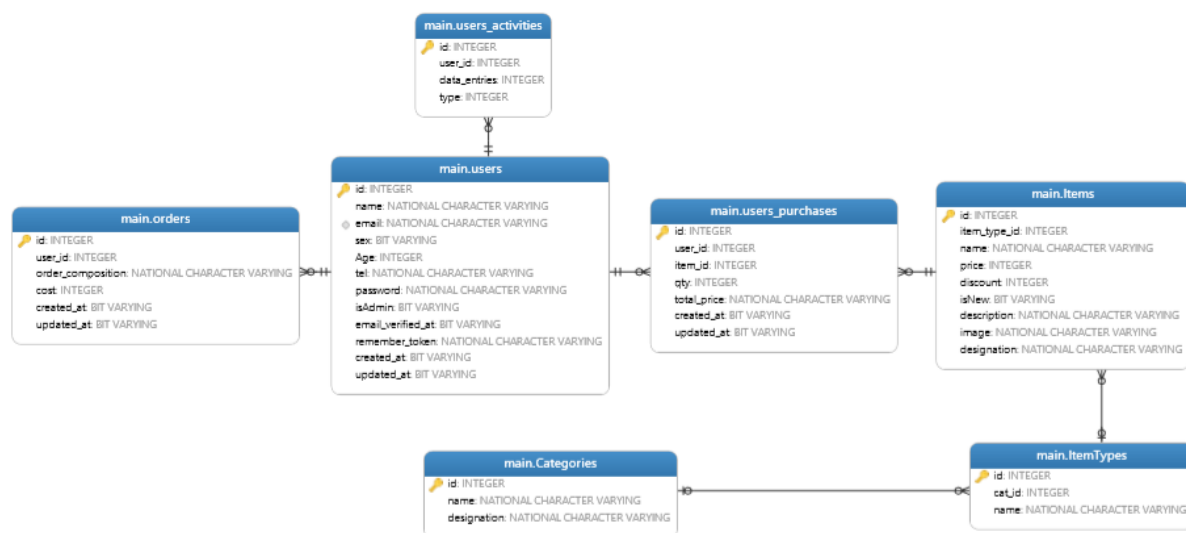 main.users_activities
id: INTEGER
user_id: INTEGER
data_entries: INTEGER
type: INTEGER
main.users
id: INTEGER
name: NATIONAL CHARACTER VARYING
email: NATIONAL CHARACTER VARYING
sex: BIT VARYING
Age: INTEGER
tel: NATIONAL CHARACTER VARYING
password: NATIONAL CHARACTER VARYING
isAdmin: BIT VARYING
email_verified_at: BIT VARYING
remember_token: NATIONAL CHARACTER VARYING
created_at: BIT VARYING
updated_at: BIT VARYING
main.orders
id: INTEGER
user_id: INTEGER
order_composition: NATIONAL CHARACTER VARYING
cost: INTEGER
created_at: BIT VARYING
updated_at: BIT VARYING
main.users_purchases
id: INTEGER
user_id: INTEGER
item_id: INTEGER
qty: INTEGER
total_price: NATIONAL CHARACTER VARYING
created_at: BIT VARYING
updated_at: BIT VARYING
main.Items
id: INTEGER
item_type_id: INTEGER
name: NATIONAL CHARACTER VARYING
price: INTEGER
discount: INTEGER
isNew: BIT VARYING
description: NATIONAL CHARACTER VARYING
image: NATIONAL CHARACTER VARYING
designation: NATIONAL CHARACTER VARYING
main.Categories
id: INTEGER
name: NATIONAL CHARACTER VARYING
designation: NATIONAL CHARACTER VARYING
main.ItemTypes
id: INTEGER
cat_id: INTEGER
name: NATIONAL CHARACTER VARYING